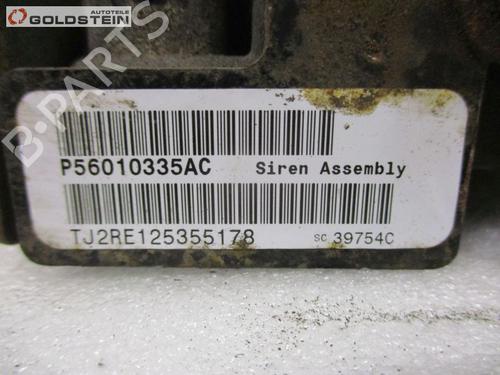 AUTOTEILE
GOLDSTEIN
B-PARTS
P56010335AC Siren Assembly
TJ2RE125355178 SC 39754C